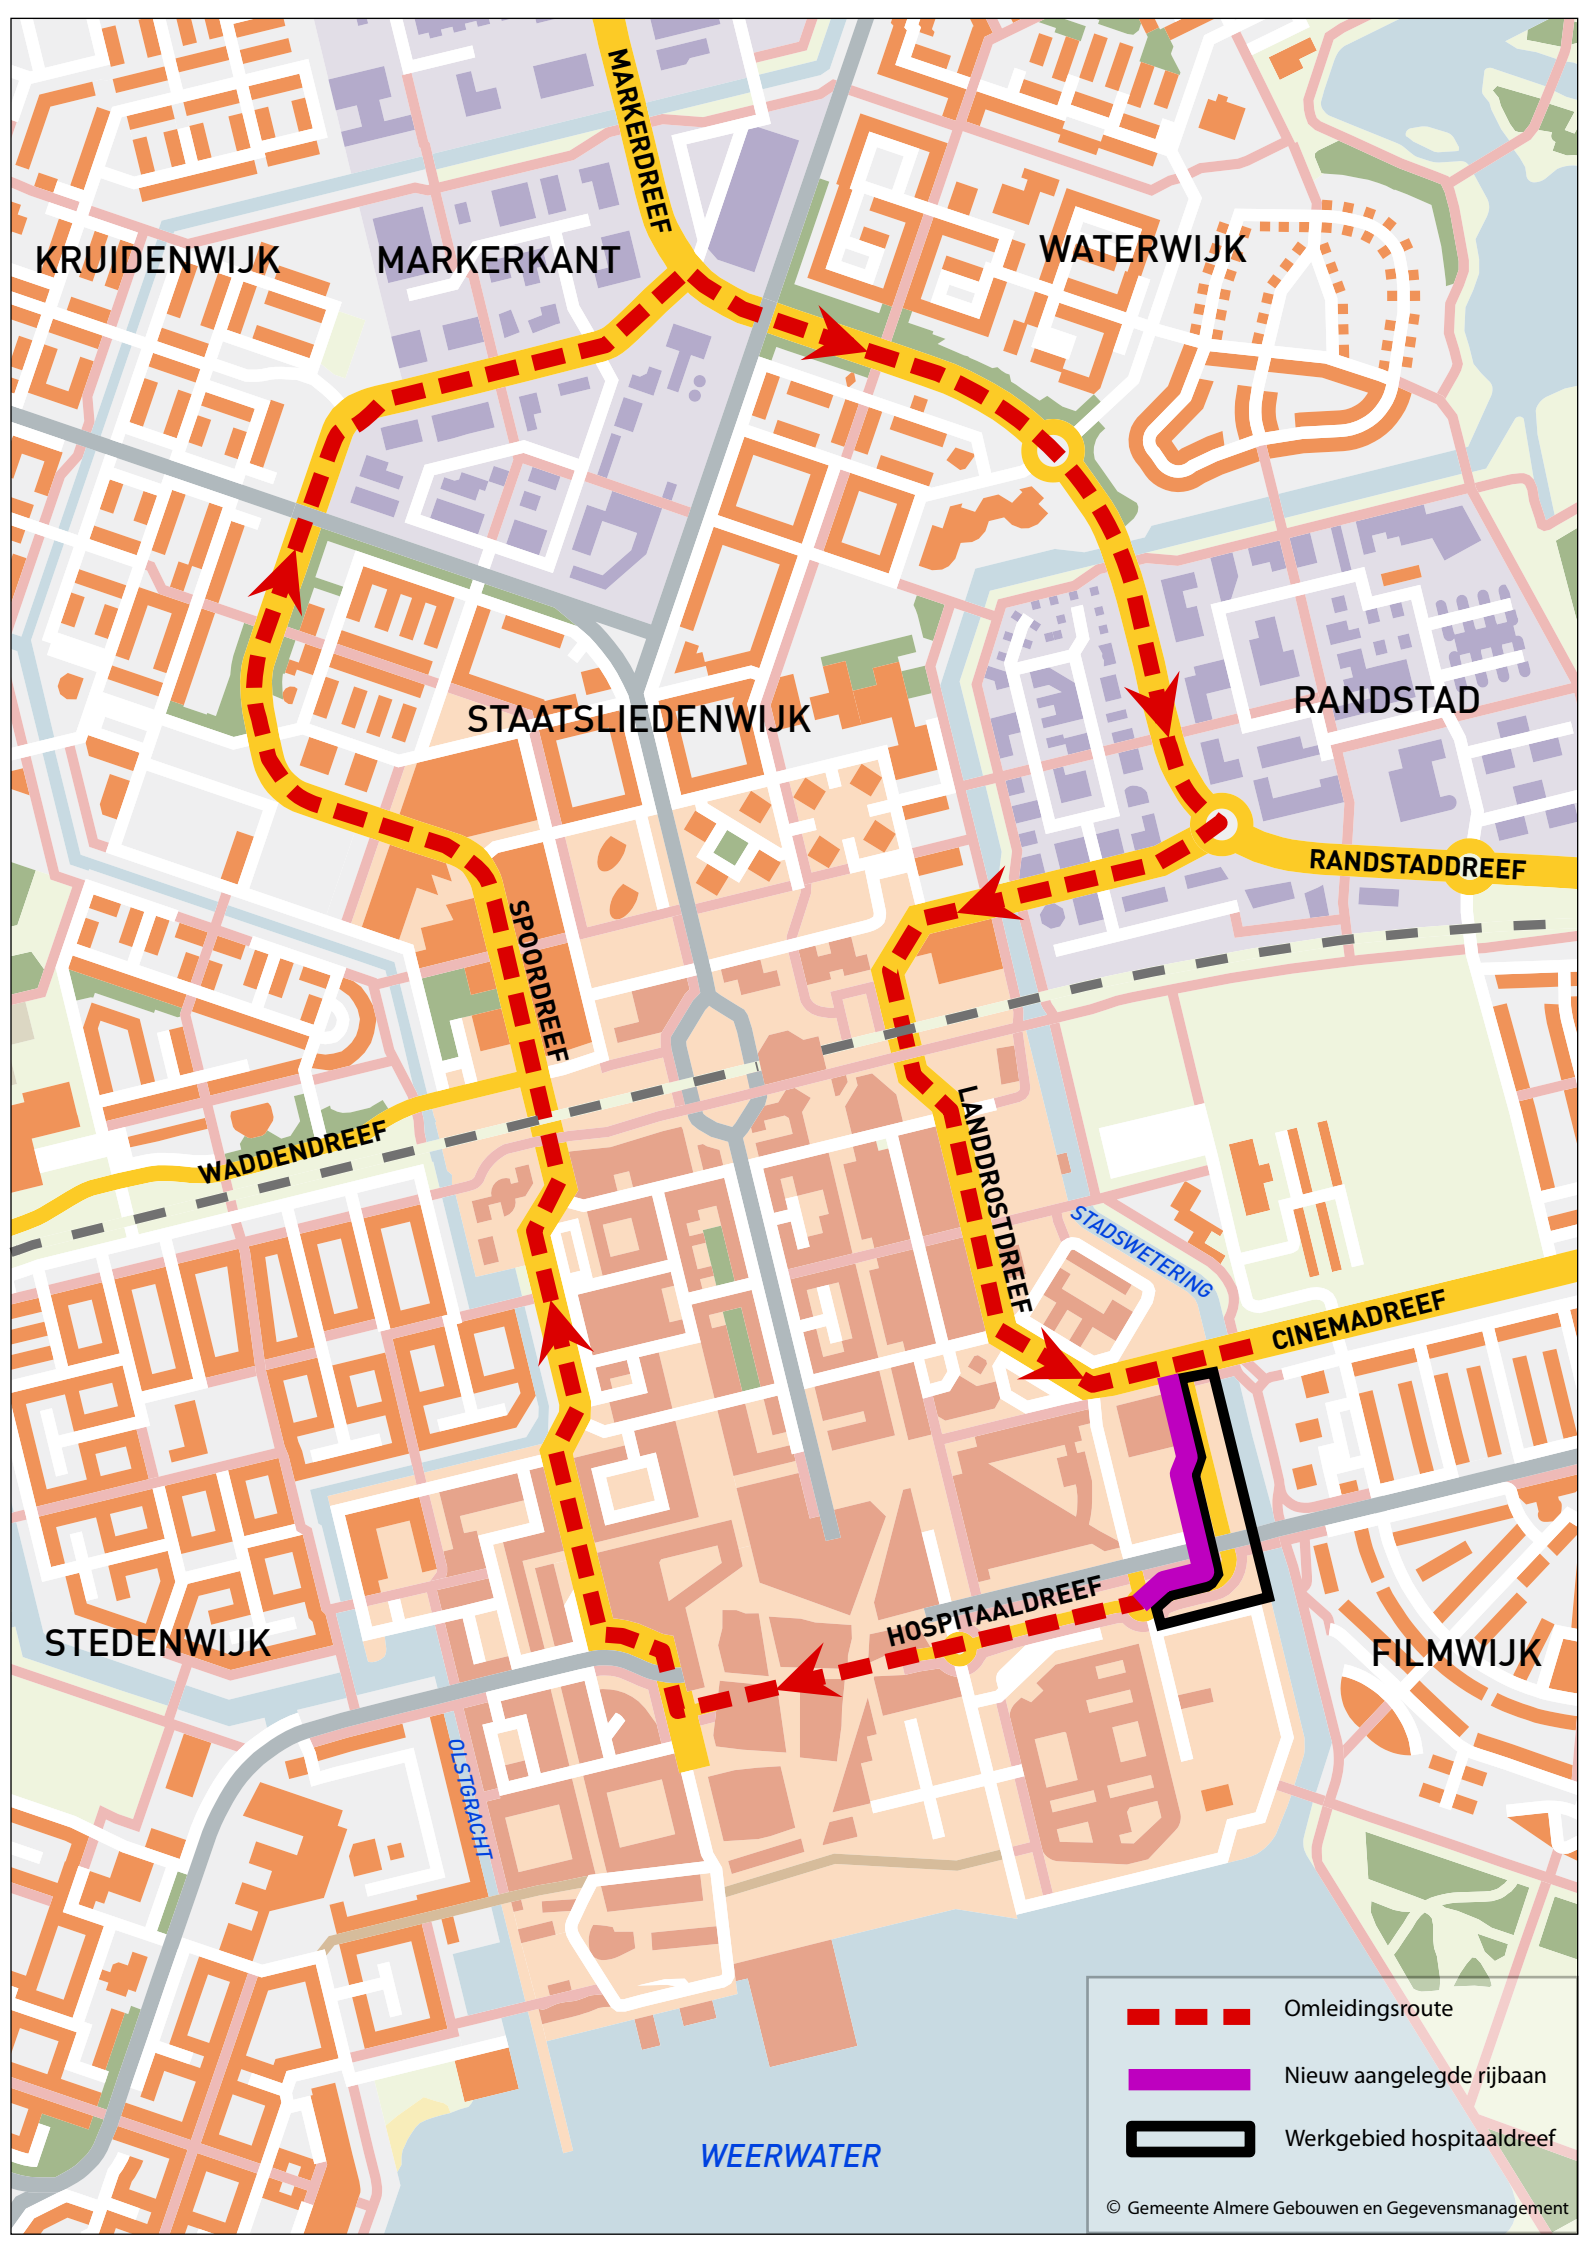 MARKERDREEF
KRUIDENWIJK
MARKERKANT
WATERWIJK
STAATSLIEDENWIJK
RANDSTAD
RANDSTADDREEF
SPOORDREEF
WADDENDREEF
LANDDROSTDREEF
STADSWETERING
CINEMADREEF
HOSPITAALDREEF
STEDENWIJK
FILMWIJK
OLSTGRACHT
WEERWATER
Omleidingsroute
Nieuw aangelegde rijbaan
Werkgebied hospitaaldreef
© Gemeente Almere Gebouwen en Gegevensmanagement